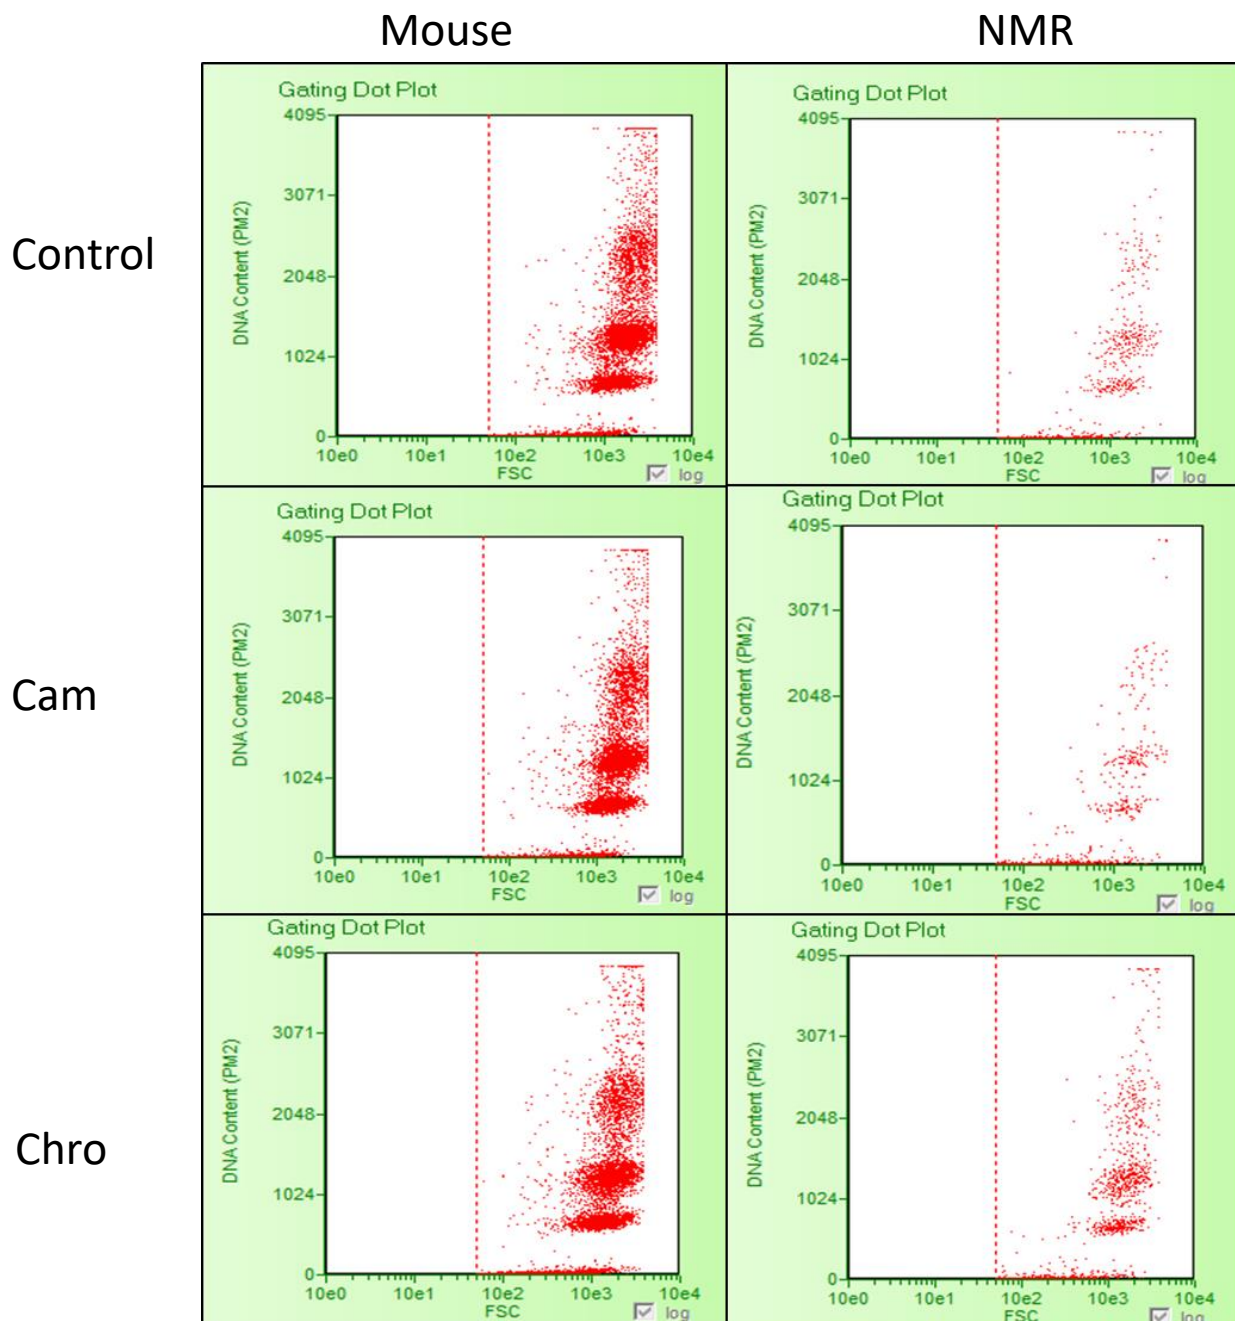 Mouse
NMR
Control
Gating Dot Plot
4095
3071
2048
1024
0
DNA Content (PM2)
10e0 10e1 10e2 10e3 10e4
FSC
log
Gating Dot Plot
4095
3071
2048
1024
0
DNA Content (PM2)
10e0 10e1 10e2 10e3 10e4
FSC
log
Cam
Gating Dot Plot
4095
3071
2048
1024
0
DNA Content (PM2)
10e0 10e1 10e2 10e3 10e4
FSC
log
Gating Dot Plot
4095
3071
2048
1024
0
DNA Content (PM2)
10e0 10e1 10e2 10e3 10e4
FSC
log
Chro
Gating Dot Plot
4095
3071
2048
1024
0
DNA Content (PM2)
10e0 10e1 10e2 10e3 10e4
FSC
log
Gating Dot Plot
4095
3071
2048
1024
0
DNA Content (PM2)
10e0 10e1 10e2 10e3 10e4
FSC
log